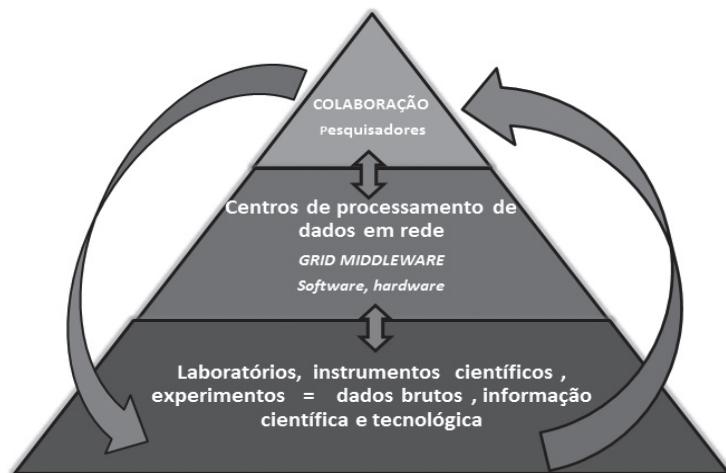 COLABORAÇÃO
Pesquisadores
Centros de processamento de
dados em rede
GRID MIDDLEWARE
Software, hardware
Laboratórios, instrumentos científicos ,
experimentos = dados brutos , informação
científica e tecnológica